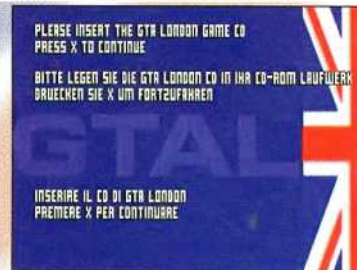 PLEASE INSERT THE GTA LONDON GAME CD
PRESS X TO CONTINUE
BITTE LEGEN SIE DIE GTA LONDON CD IN IHR CD-ROM LAUFWERK
DRUECKEN SIE X UM FORTZUFAHREN
GTAL
INSERIRE IL CD DI GTA LONDON
PREMERE X PER CONTINUARE